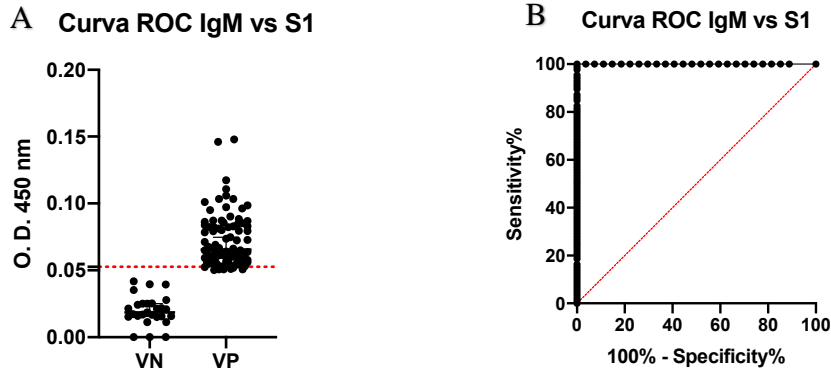 A
Curva ROC IgM vs S1
0.20
0.15
0.10
0.05
0.00
O. D. 450 nm
VN VP
B
Curva ROC IgM vs S1
100
80
60
40
20
0
Sensitivity%
0 20 40 60 80 100
100% - Specificity%